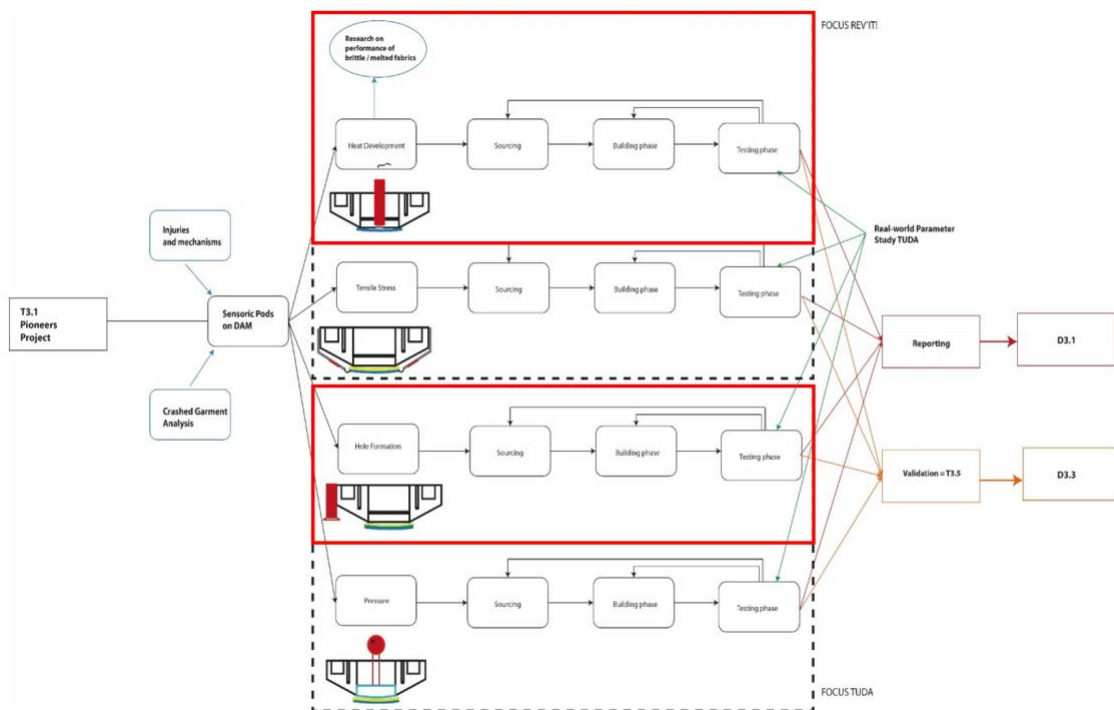 FOCUS REV'IT!
Research on
performance of
brittle / melted fabrics
Heat Development
Sourcing
Building phase
Testing phase
Injuries
and mechanisms
Real-world Parameter
Study TUDA
Tensile Stress
Sourcing
Building phase
Testing phase
T3.1
Pioneers
Project
Sensoric Pods
on DAM
Reporting
D3.1
Crashed Garment
Analysis
Hole Formation
Sourcing
Building phase
Testing phase
Validation = T3.5
D3.3
Pressure
Sourcing
Building phase
Testing phase
FOCUS TUDA